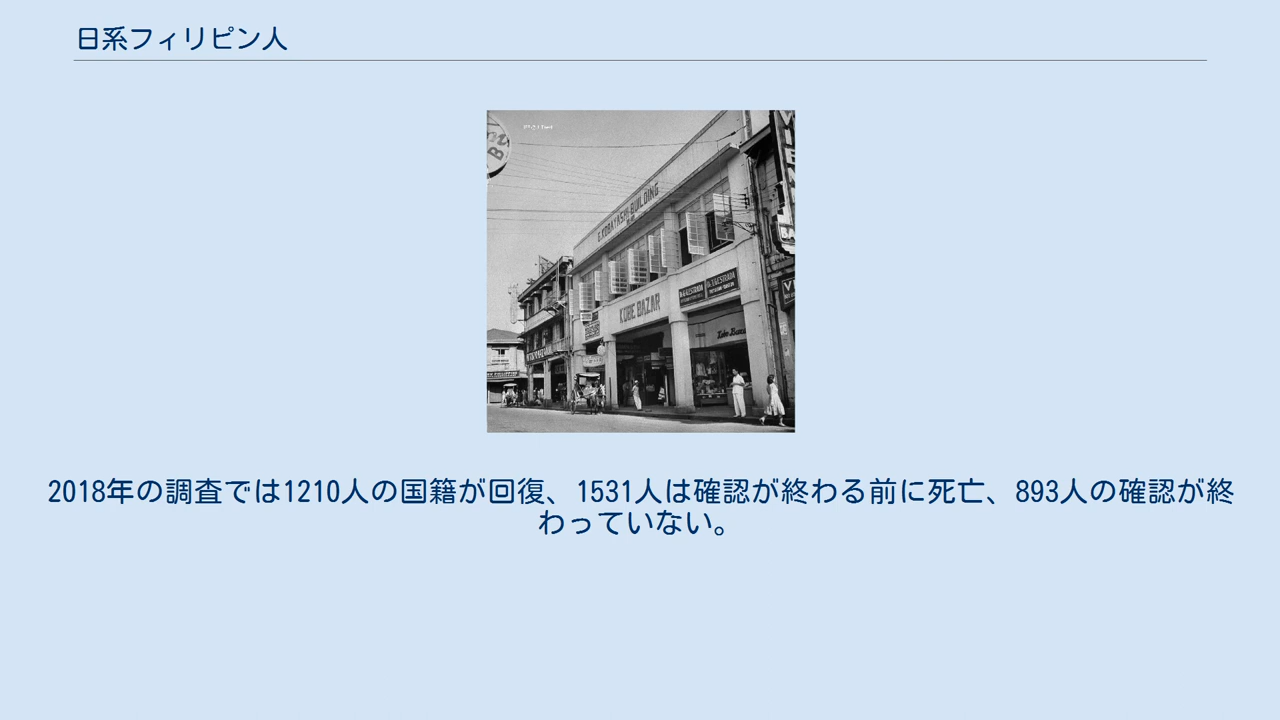 日系フィリピン人
G.KOBAYASHI BUILDING
KOBE BAZAR
2018年の調査では1210人の国籍が回復、1531人は確認が終わる前に死亡、893人の確認が終
わっていない。